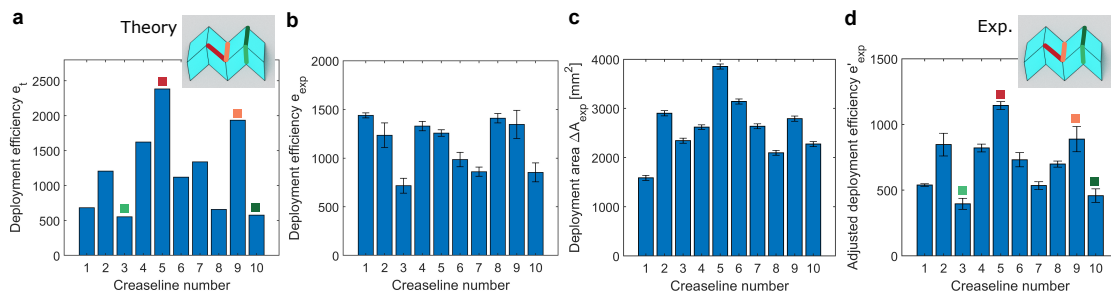 a
Theory
Deployment efficiency e_t
2500
2000
1500
1000
500
0
1 2 3 4 5 6 7 8 9 10
Creaseline number
b
Deployment efficiency e_exp
2000
1500
1000
500
0
1 2 3 4 5 6 7 8 9 10
Creaseline number
c
Deployment area ΔA_exp [mm²]
4000
3000
2000
1000
0
1 2 3 4 5 6 7 8 9 10
Creaseline number
d
Exp.
Adjusted deployment efficiency e'_exp
1500
1000
500
0
1 2 3 4 5 6 7 8 9 10
Creaseline number